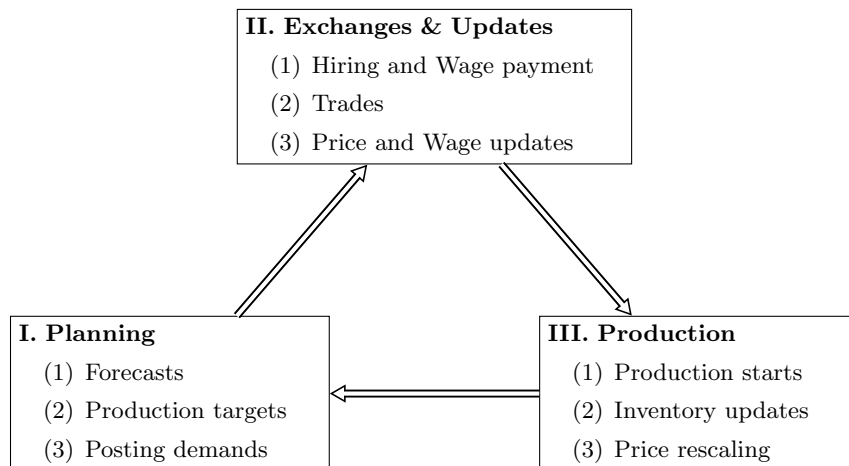 II. Exchanges & Updates
(1) Hiring and Wage payment
(2) Trades
(3) Price and Wage updates
I. Planning
(1) Forecasts
(2) Production targets
(3) Posting demands
III. Production
(1) Production starts
(2) Inventory updates
(3) Price rescaling